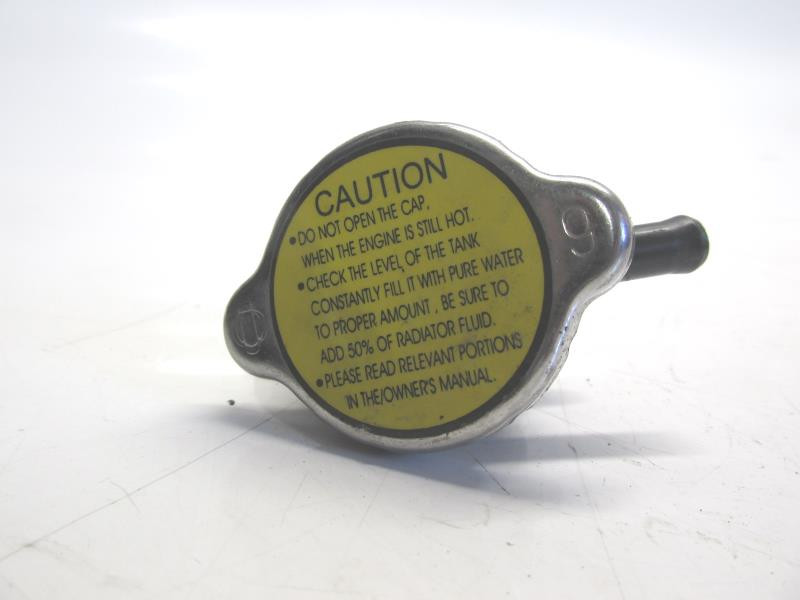 CAUTION
•DO NOT OPEN THE CAP,
WHEN THE ENGINE IS STILL HOT.
•CHECK THE LEVEL, OF THE TANK
CONSTANTLY FILL IT WITH PURE WATER
TO PROPER AMOUNT , BE SURE TO
ADD 50% OF RADIATOR FLUID.
•PLEASE READ RELEVANT PORTIONS
IN THE/OWNER'S MANUAL.